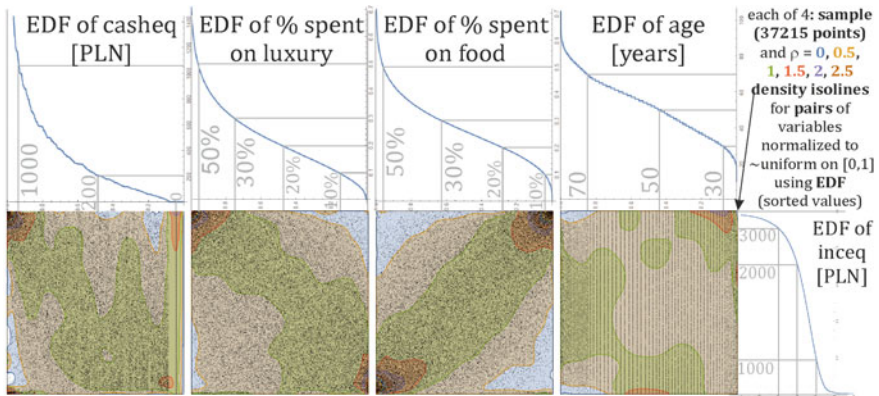 EDF of casheq
[PLN]
EDF of % spent
on luxury
EDF of % spent
on food
EDF of age
[years]
each of 4: sample
(37215 points)
and ρ = 0, 0.5,
1, 1.5, 2, 2.5
density isolines
for pairs of
variables
normalized to
~uniform on [0,1]
using EDF
(sorted values)
1000
200
0
50%
30%
20%
10%
50%
30%
20%
10%
70
50
30
EDF of
inceq
[PLN]
3000
2000
1000